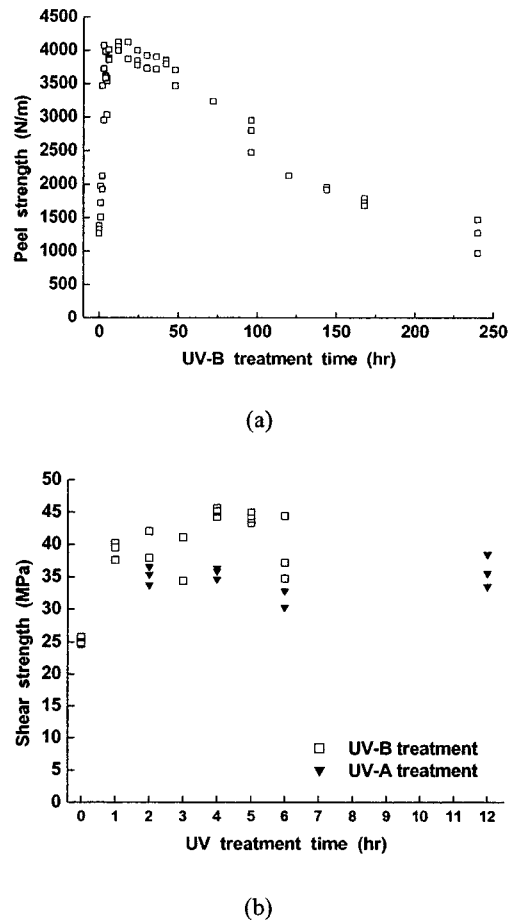 4500
4000
3500
3000
2500
2000
1500
1000
500
0
Peel strength (N/m)
0 50 100 150 200 250
UV-B treatment time (hr)
(a)
50
45
40
35
30
25
20
15
10
5
0
Shear strength (MPa)
UV-B treatment
UV-A treatment
0 1 2 3 4 5 6 7 8 9 10 11 12
UV treatment time (hr)
(b)